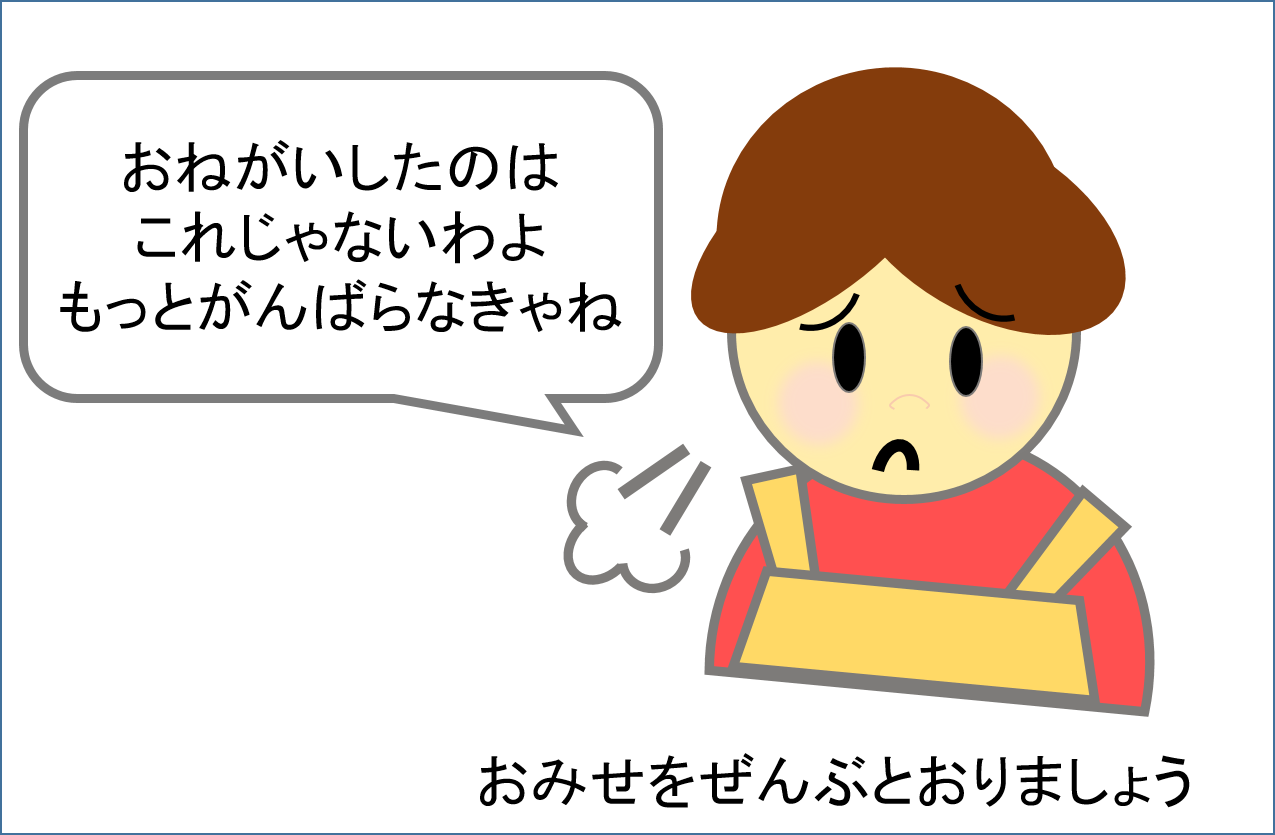 おねがいしたのは
これじゃないわよ
もっとがんばらなきゃね
おみせをぜんぶとおりましょう